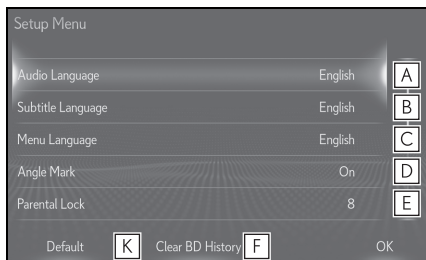 Setup Menu
Audio Language English A
Subtitle Language English B
Menu Language English C
Angle Mark On D
Parental Lock 8 E
Default K Clear BD History F OK